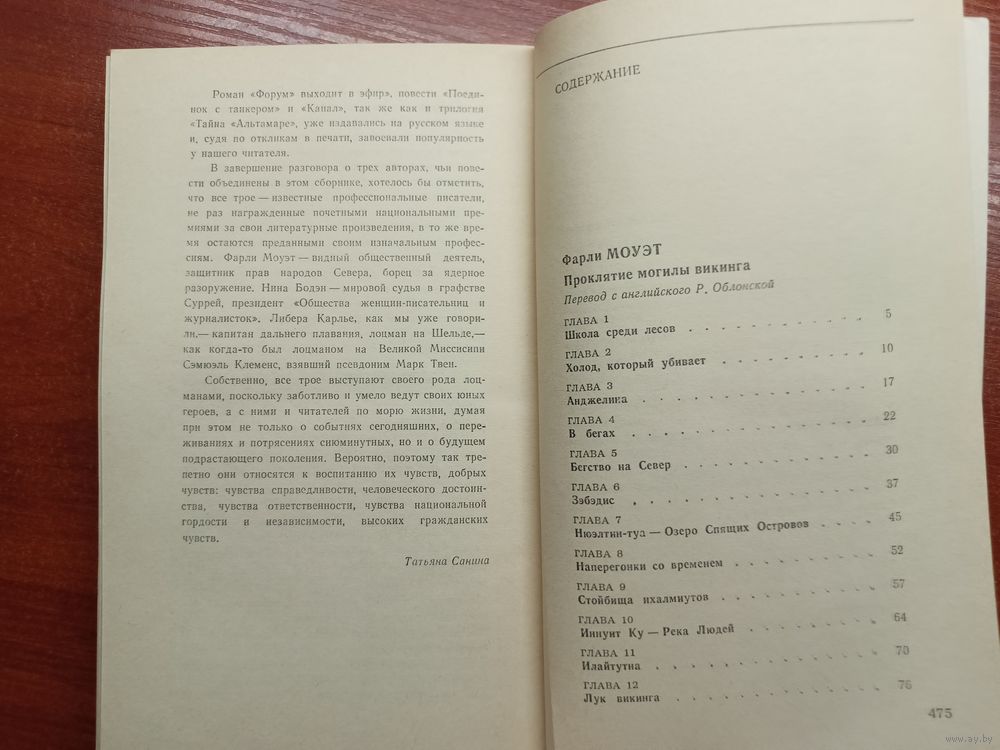 Роман «Форум» выходит в эфир», повести «Поеди-
нок с танкером» и «Канал», так же как и трилогия
«Тайна «Альтамаре», уже издавались на русском языке
и, судя по откликам в печати, завоевали популярность
у нашего читателя.
В завершение разговора о трех авторах, чьи пове-
сти объединены в этом сборнике, хотелось бы отметить,
что все трое — известные профессиональные писатели,
не раз награжденные почетными национальными пре-
миями за свои литературные произведения, в то же вре-
мя остаются преданными своим изначальным профес-
сиям. Фарли Моуэт — видный общественный деятель,
защитник прав народов Севера, борец за ядерное
разоружение. Нина Бодэн — мировой судья в графстве
Суррей, президент «Общества женщин-писательниц и
журналисток». Либера Карлье, как мы уже говори-
ли,— капитан дальнего плавания, лоцман на Шельде,—
как когда-то был лоцманом на Великой Миссисипи
Сэмюэль Клеменс, взявший псевдоним Марк Твен.
Собственно, все трое выступают своего рода лоц-
манами, поскольку заботливо и умело ведут своих юных
героев, а с ними и читателей по морю жизни, думая
при этом не только о событиях сегодняшних, о пере-
живаниях и потрясениях сиюминутных, но и о будущем
подрастающего поколения. Вероятно, поэтому так тре-
петно они относятся к воспитанию их чувств, добрых
чувств: чувства справедливости, человеческого достоин-
ства, чувства ответственности, чувства национальной
гордости и независимости, высоких гражданских
чувств.
Татьяна Санина
СОДЕРЖАНИЕ
Фарли МОУЭТ
Проклятие могилы викинга
Перевод с английского Р. Облонской
ГЛАВА 1
Школа среди лесов . . . . . . . . . 5
ГЛАВА 2
Холод, который убивает . . . . . . . . 10
ГЛАВА 3
Анджелика . . . . . . . . . . . 17
ГЛАВА 4
В бегах . . . . . . . . . . . . 22
ГЛАВА 5
Бегство на Север . . . . . . . . . . 30
ГЛАВА 6
Зэбэдис . . . . . . . . . . . . 37
ГЛАВА 7
Нюэлтин-туа — Озеро Спящих Островов . . . . 45
ГЛАВА 8
Наперегонки со временем . . . . . . . . 52
ГЛАВА 9
Стойбища ихалмиутов . . . . . . . . . 57
ГЛАВА 10
Иннуит Ку — Река Людей . . . . . . . . 64
ГЛАВА 11
Илайтутна . . . . . . . . . . . 70
ГЛАВА 12
Лук викинга . . . . . . . . . . . 76
475
www.ay.by